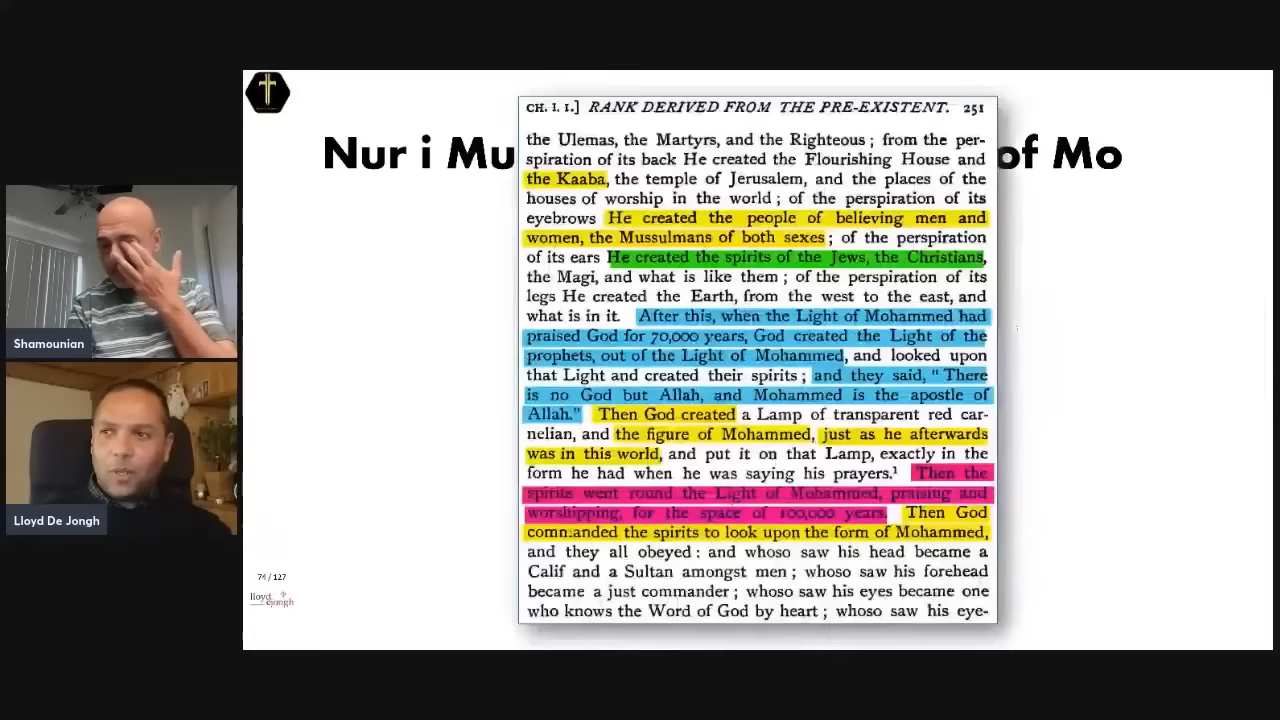 Nur i Mu
of Mo
CH. I. 1.] RANK DERIVED FROM THE PRE-EXISTENT. 251
the Ulemas, the Martyrs, and the Righteous ; from the per-
spiration of its back He created the Flourishing House and
the Kaaba, the temple of Jerusalem, and the places of the
houses of worship in the world ; of the perspiration of its
eyebrows He created the people of believing men and
women, the Mussulmans of both sexes ; of the perspiration
of its ears He created the spirits of the Jews, the Christians,
the Magi, and what is like them ; of the perspiration of its
legs He created the Earth, from the west to the east, and
what is in it. After this, when the Light of Mohammed had
praised God for 70,000 years, God created the Light of the
prophets, out of the Light of Mohammed, and looked upon
that Light and created their spirits ; and they said, "There
is no God but Allah, and Mohammed is the apostle of
Allah." Then God created a Lamp of transparent red car-
nelian, and the figure of Mohammed, just as he afterwards
was in this world, and put it on that Lamp, exactly in the
form he had when he was saying his prayers.¹ Then the
spirits went round the Light of Mohammed, praising and
worshipping, for the space of 100,000 years. Then God
commanded the spirits to look upon the form of Mohammed,
and they all obeyed : and whoso saw his head became a
Calif and a Sultan amongst men ; whoso saw his forehead
became a just commander ; whoso saw his eyes became one
who knows the Word of God by heart ; whoso saw his eye-
Shamounian
Lloyd De Jongh
74 / 127
lloyd
dejongh